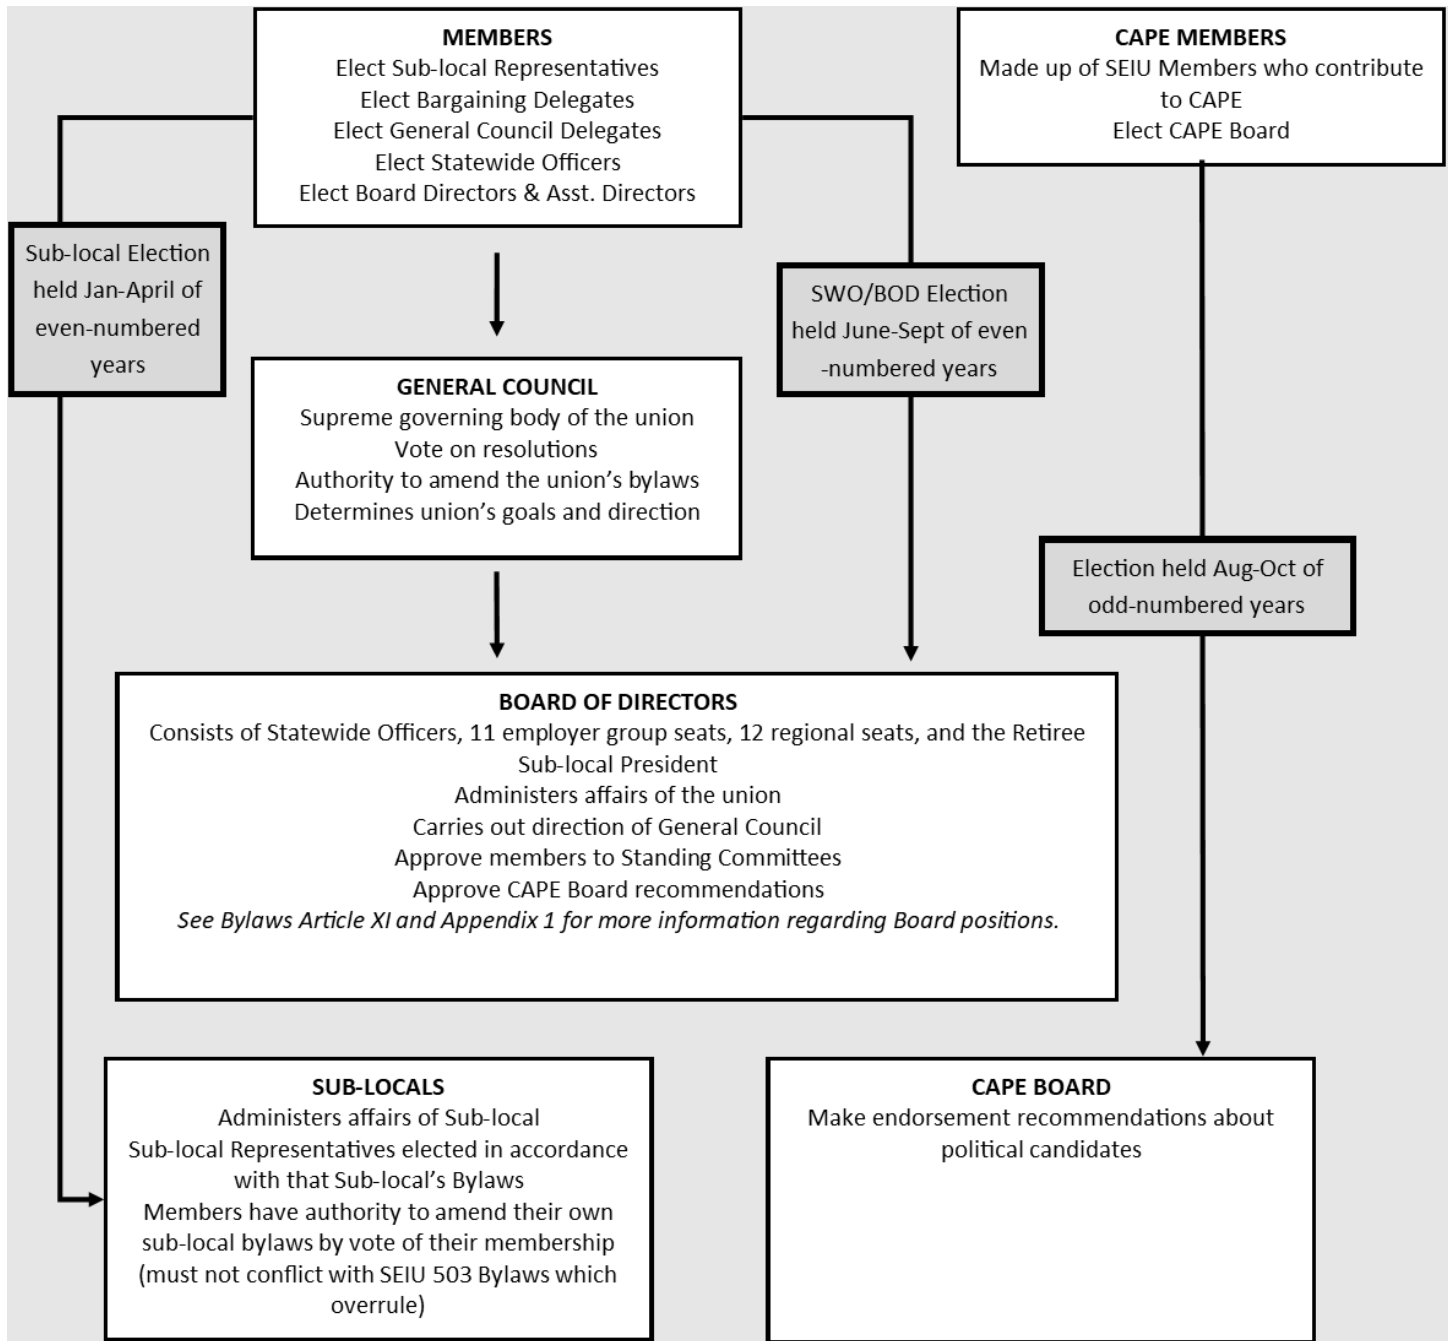 MEMBERS
Elect Sub-local Representatives
Elect Bargaining Delegates
Elect General Council Delegates
Elect Statewide Officers
Elect Board Directors & Asst. Directors
CAPE MEMBERS
Made up of SEIU Members who contribute
to CAPE
Elect CAPE Board
Sub-local Election
held Jan-April of
even-numbered
years
SWO/BOD Election
held June-Sept of even
-numbered years
GENERAL COUNCIL
Supreme governing body of the union
Vote on resolutions
Authority to amend the union’s bylaws
Determines union’s goals and direction
Election held Aug-Oct of
odd-numbered years
BOARD OF DIRECTORS
Consists of Statewide Officers, 11 employer group seats, 12 regional seats, and the Retiree
Sub-local President
Administers affairs of the union
Carries out direction of General Council
Approve members to Standing Committees
Approve CAPE Board recommendations
See Bylaws Article XI and Appendix 1 for more information regarding Board positions.
SUB-LOCALS
Administers affairs of Sub-local
Sub-local Representatives elected in accordance
with that Sub-local’s Bylaws
Members have authority to amend their own
sub-local bylaws by vote of their membership
(must not conflict with SEIU 503 Bylaws which
overrule)
CAPE BOARD
Make endorsement recommendations about
political candidates